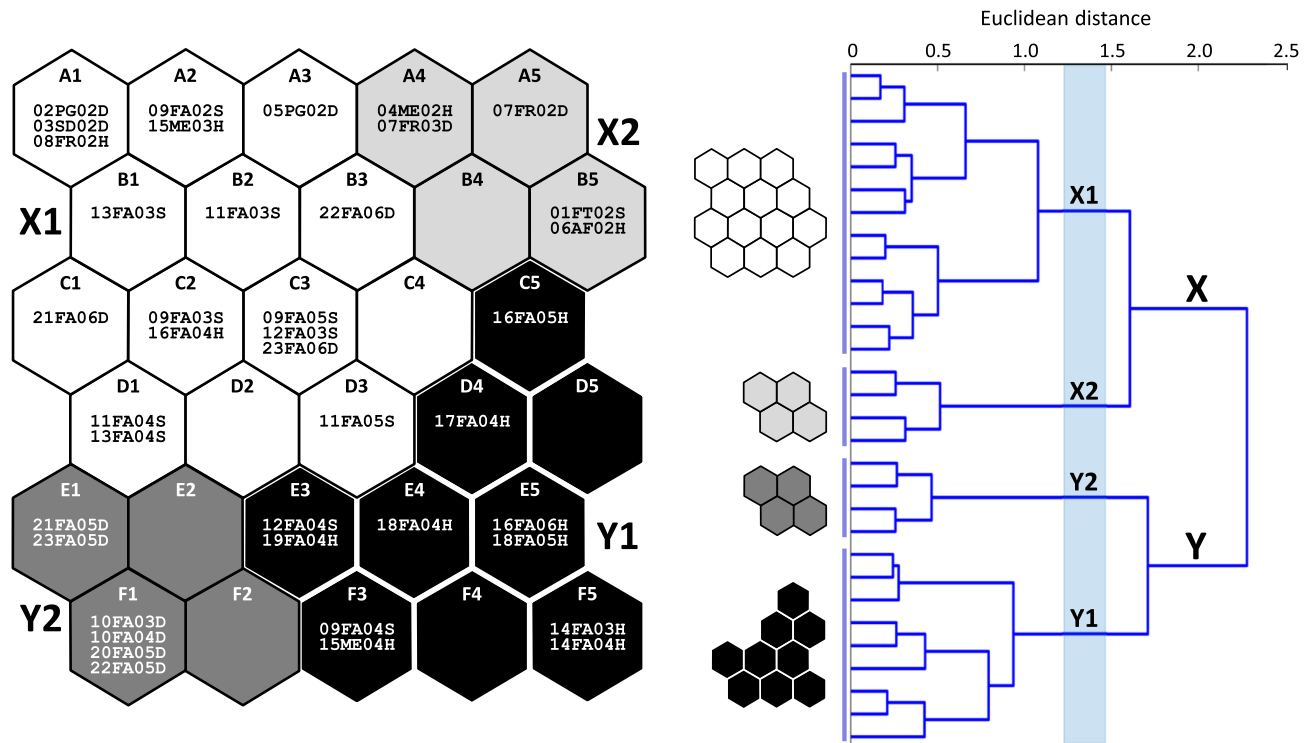 Euclidean distance
0 0.5 1.0 1.5 2.0 2.5
A1 A2 A3 A4 A5
02PG02D
03SD02D
08FR02H
09FA02S
15ME03H
05PG02D
04ME02H
07FR03D
07FR02D
X2
B1 B2 B3 B4 B5
13FA03S
11FA03S
22FA06D
01FT02S
06AF02H
X1
C1 C2 C3 C4 C5
21FA06D
09FA03S
16FA04H
09FA05S
12FA03S
23FA06D
16FA05H
D1 D2 D3 D4 D5
11FA04S
13FA04S
11FA05S
17FA04H
E1 E2 E3 E4 E5
21FA05D
23FA05D
12FA04S
19FA04H
18FA04H
16FA06H
18FA05H
Y1
Y2
F1 F2 F3 F4 F5
10FA03D
10FA04D
20FA05D
22FA05D
09FA04S
15ME04H
14FA03H
14FA04H
X1
X
X2
Y2
Y
Y1